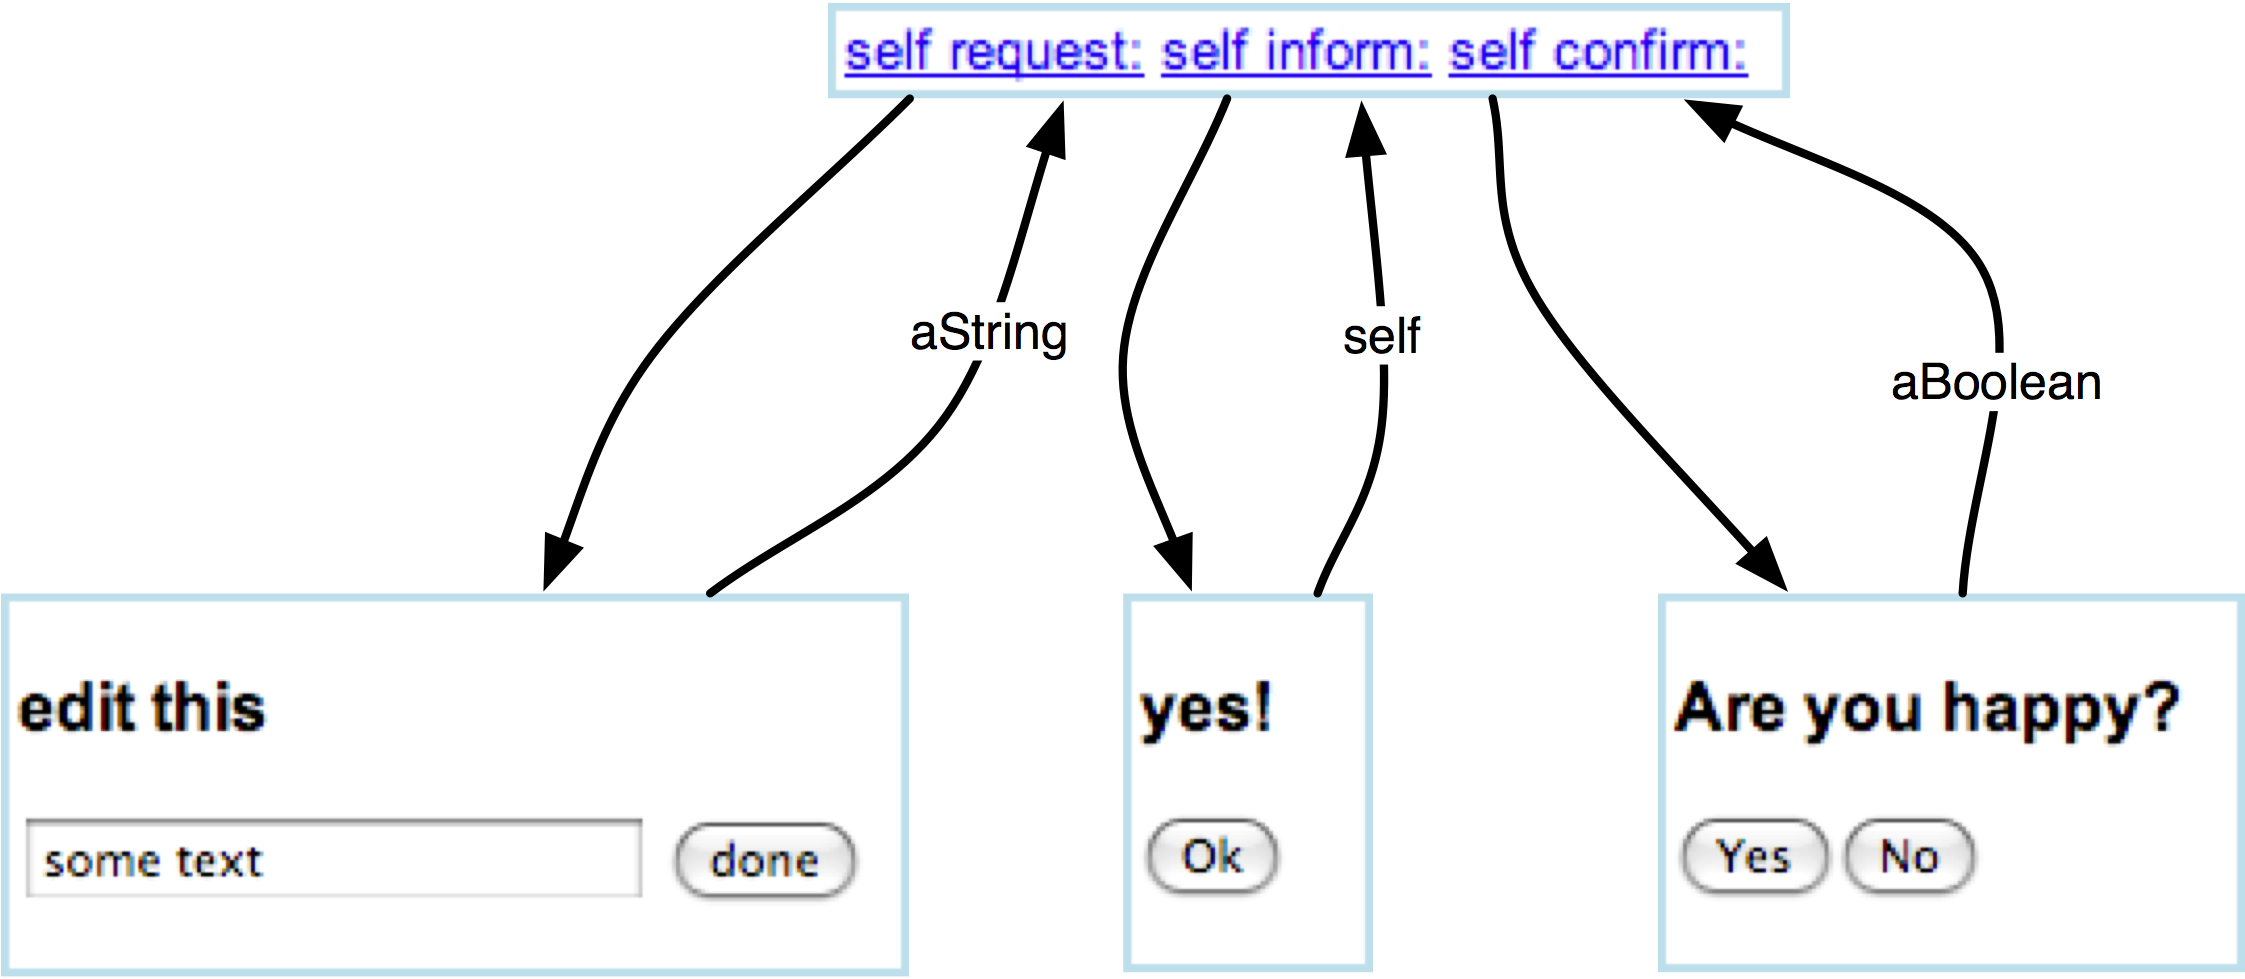 self request: self inform: self confirm:
aString
self
aBoolean
edit this
some text
done
yes!
Ok
Are you happy?
Yes No